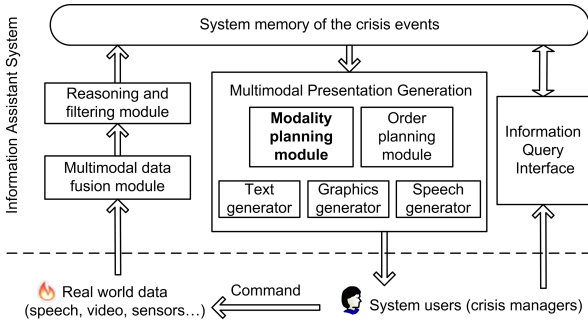 System memory of the crisis events
Information Assistant System
Reasoning and
filtering module
Multimodal data
fusion module
Multimodal Presentation Generation
Modality
planning
module
Order
planning
module
Text
generator
Graphics
generator
Speech
generator
Information
Query
Interface
Real world data
(speech, video, sensors…)
Command
System users (crisis managers)